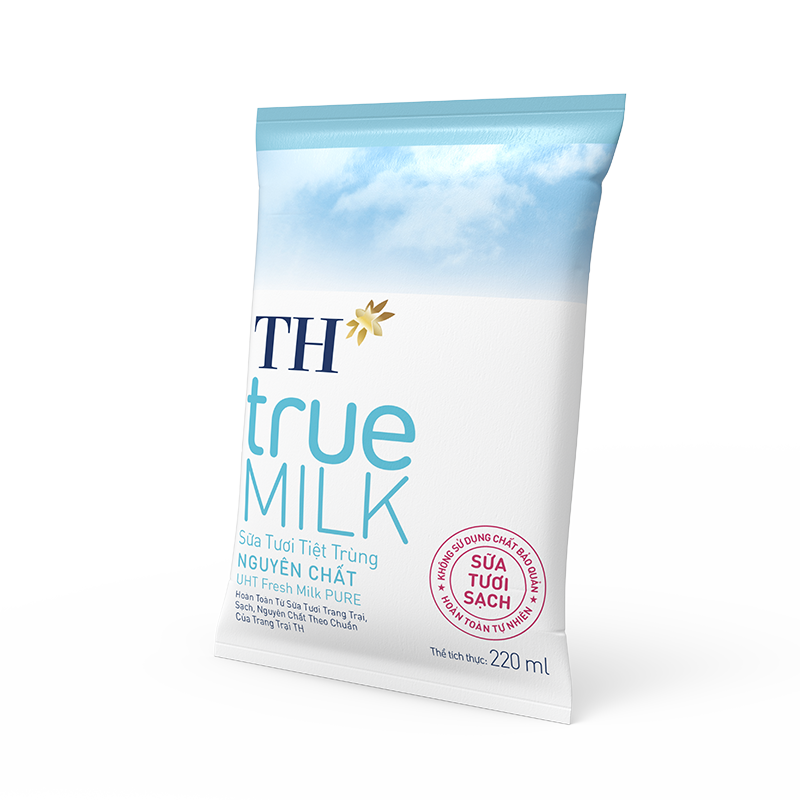 TH
true
MILK
Sữa Tươi Tiệt Trùng
NGUYÊN CHẤT
UHT Fresh Milk PURE
Hoàn Toàn Từ Sữa Tươi Trang Trại,
Sạch, Nguyên Chất Theo Chuẩn
Của Trang Trại TH
KHÔNG SỬ DỤNG CHẤT BẢO QUẢN
SỮA
TƯƠI
SẠCH
HOÀN TOÀN TỰ NHIÊN
Thể tích thực: 220 ml